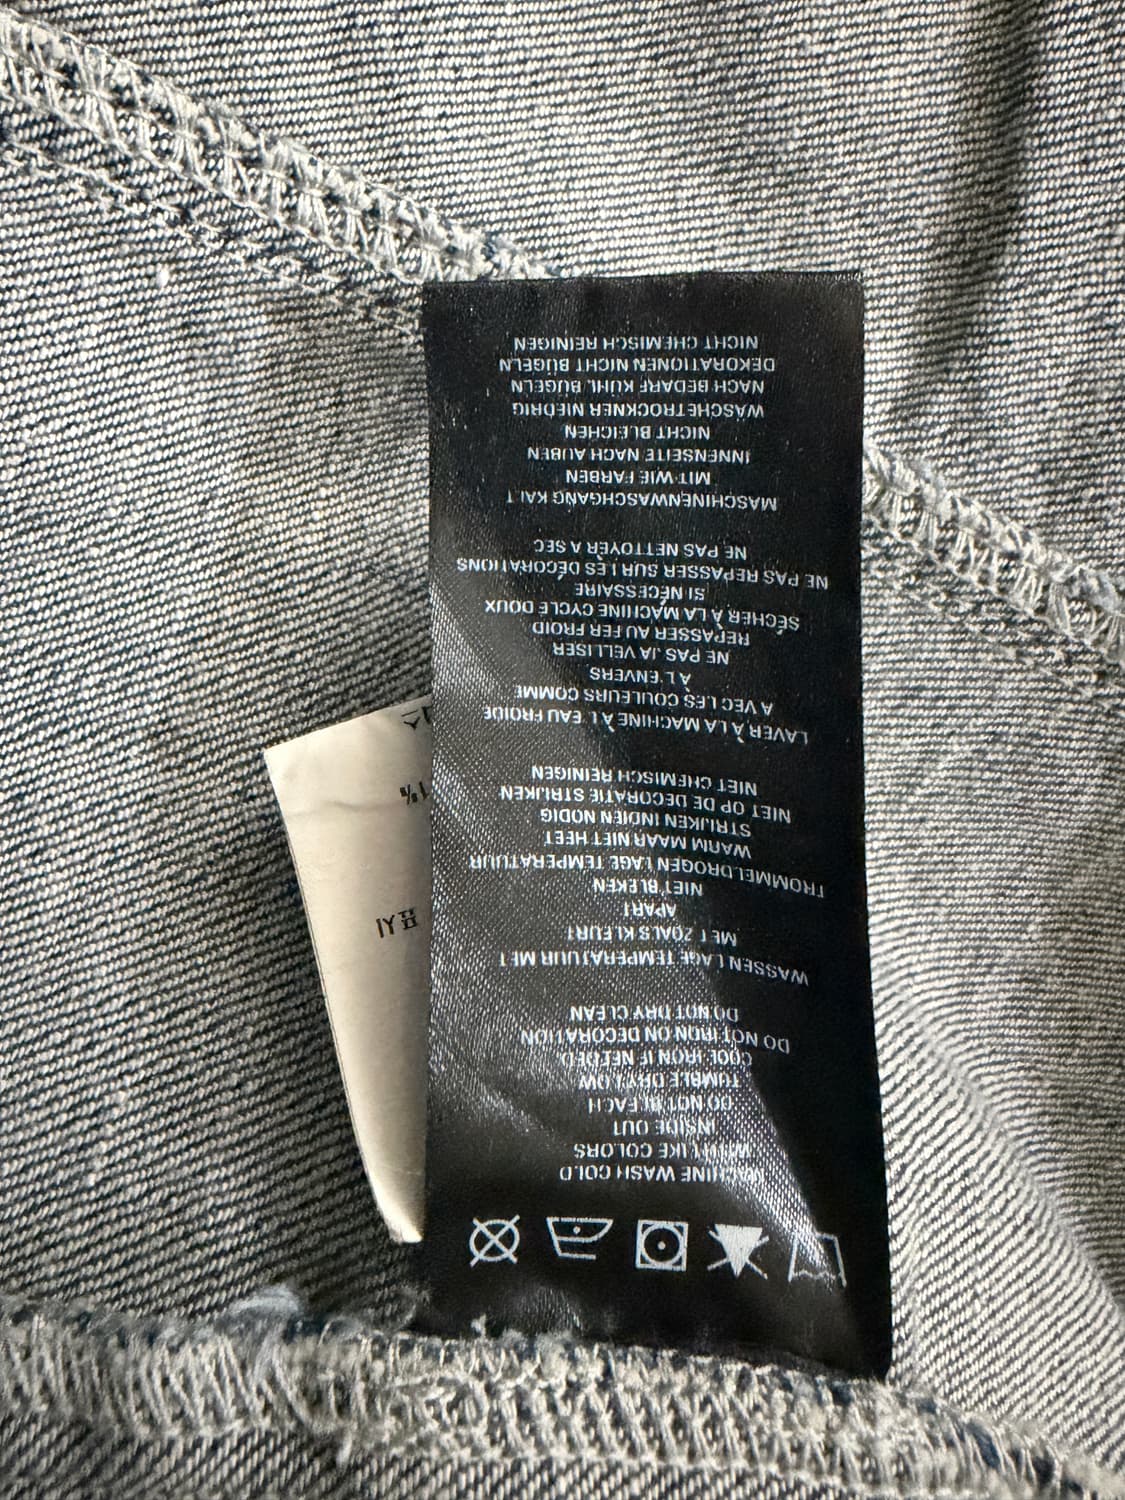 MACHINE WASH COLD
WITH LIKE COLORS
INSIDE OUT
DO NOT BLEACH
TUMBLE DRY LOW
COOL IRON IF NEEDED
DO NOT IRON ON DECORATION
DO NOT DRY CLEAN
WASSEN LAGE TEMPERATUUR MET
MET ZOALS KLEURT
APART
NIET BLEKEN
TROMMELDROGEN LAGE TEMPERATUUR
WARM MAAR NIET HEET
STRIJKEN INDIEN NODIG
NIET OP DE DECORATIE STRIJKEN
NIET CHEMISCH REINIGEN
LAVER À LA MACHINE À L EAU FROIDE
A VEC LES COULEURS COMME
À L'ENVERS
NE PAS JA VELLISER
REPASSER AU FER FROID
SÉCHER À LA MACHINE CYCLE DOUX
SI NÉCESSAIRE
NE PAS REPASSER SUR LES DÉCORATIONS
NE PAS NETTOYER A SEC
MASCHINENWASCHGANG KALT
MIT WIE FARBEN
INNENSEITE NACH AUBEN
NICHT BLEICHEN
WASCHETROCKNER NIEDRIG
NACH BEDARF KUHL BÜGELN
DEKORATIONEN NICHT BÜGELN
NICHT CHEMISCH REINIGEN
표시